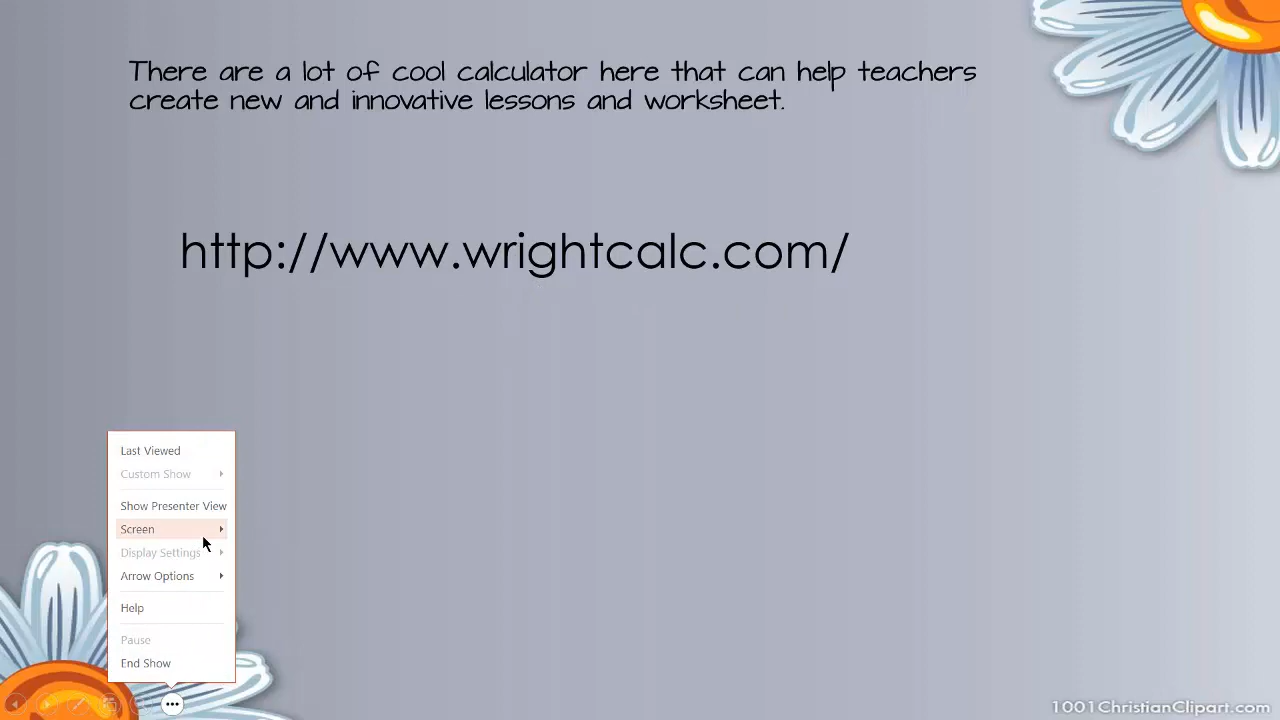 There are a lot of cool calculator here that can help teachers
create new and innovative lessons and worksheet.
http://www.wrightcalc.com/
Last Viewed
Custom Show
Show Presenter View
Screen
Display Settings
Arrow Options
Help
Pause
End Show
1001ChristianClipart.com